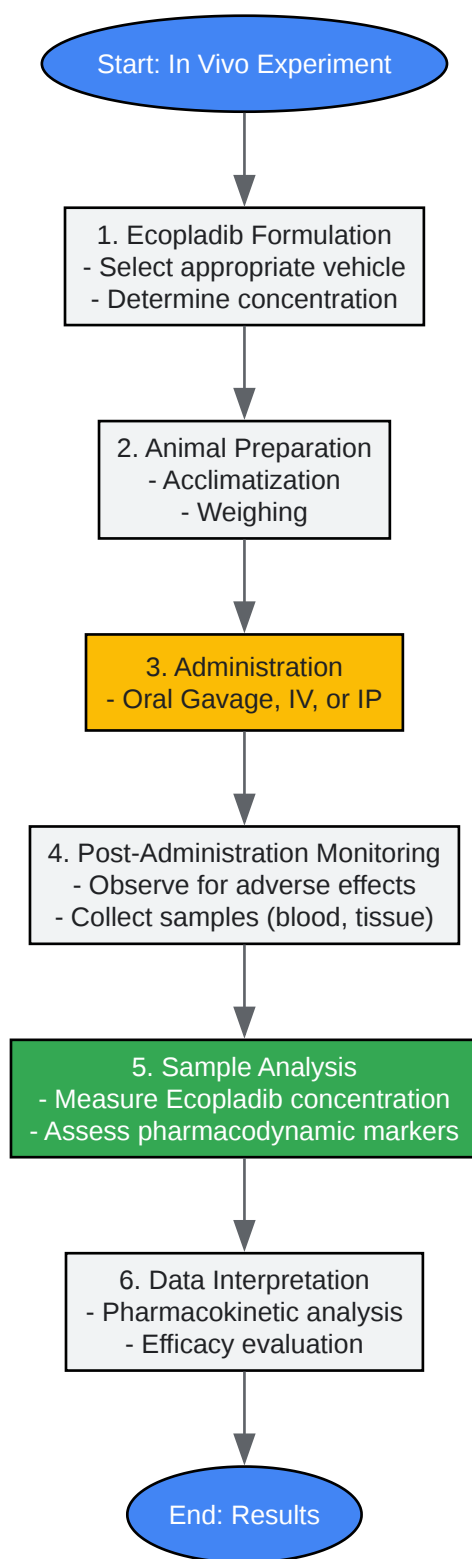 Start: In Vivo Experiment
1. Ecopladib Formulation
- Select appropriate vehicle
- Determine concentration
2. Animal Preparation
- Acclimatization
- Weighing
3. Administration
- Oral Gavage, IV, or IP
4. Post-Administration Monitoring
- Observe for adverse effects
- Collect samples (blood, tissue)
5. Sample Analysis
- Measure Ecopladib concentration
- Assess pharmacodynamic markers
6. Data Interpretation
- Pharmacokinetic analysis
- Efficacy evaluation
End: Results